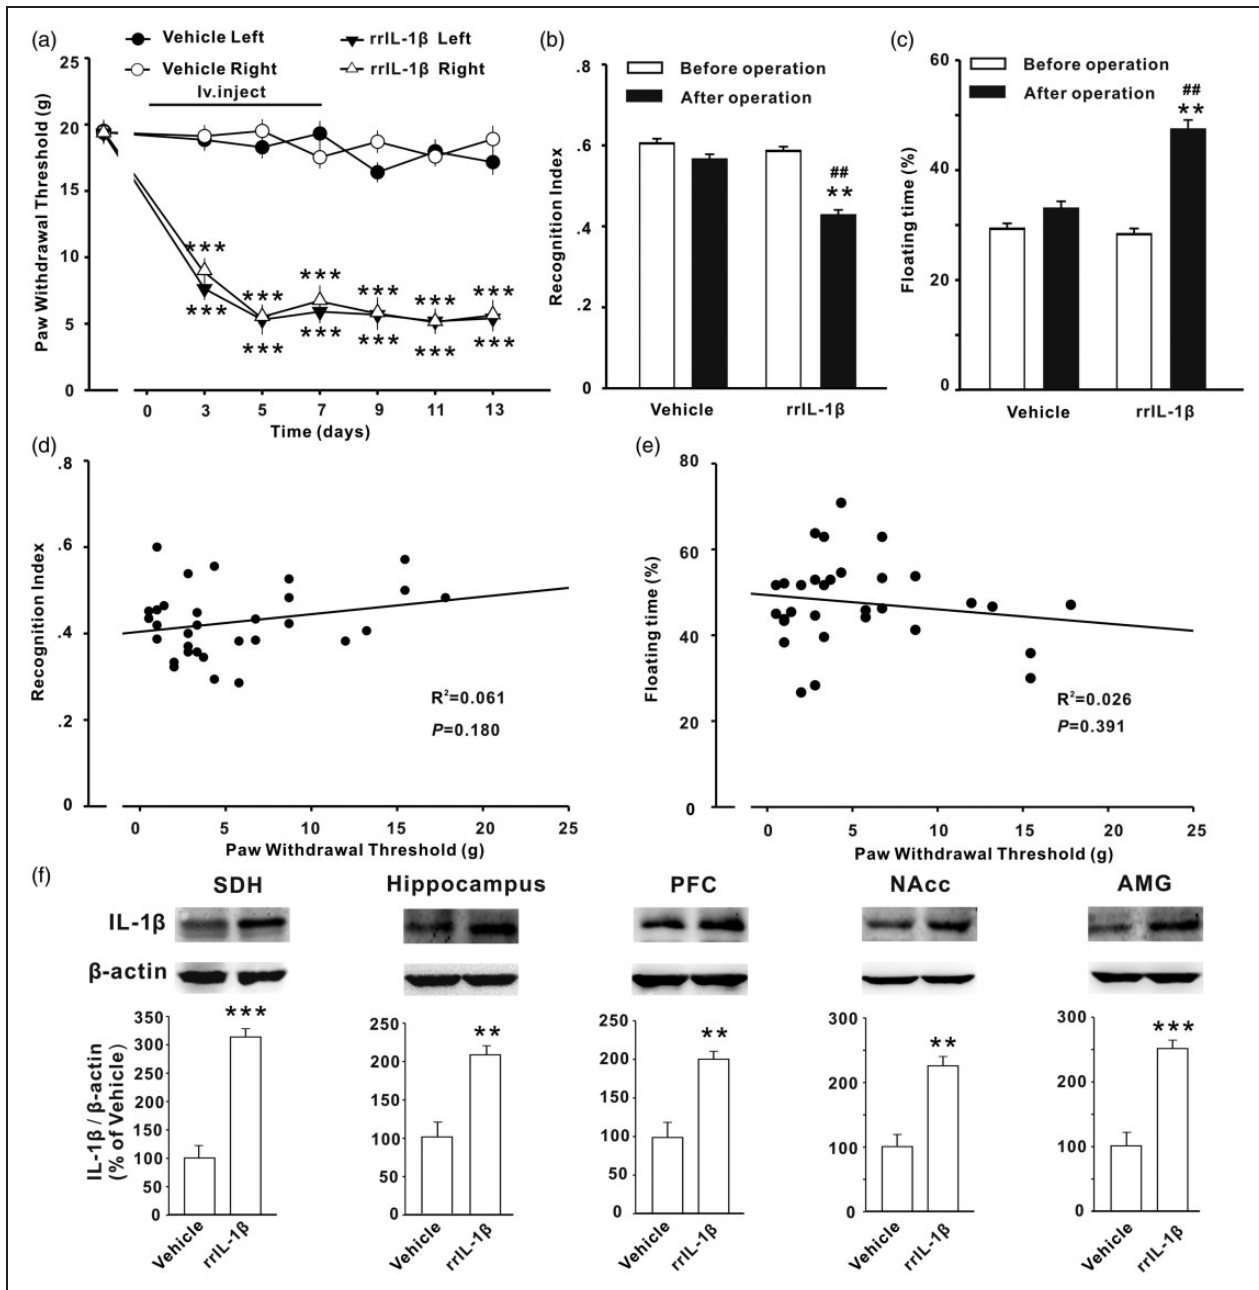 (a)
Vehicle Left
rrIL-1β Left
Vehicle Right
rrIL-1β Right
Iv.inject
Paw Withdrawal Threshold (g)
25
20
15
10
5
0
***
***
***
***
***
***
***
***
***
***
***
***
0 3 5 7 9 11 13
Time (days)
(b)
Before operation
After operation
Recognition Index
.8
.6
.4
.2
0
##
**
Vehicle rrIL-1β
(c)
Before operation
After operation
Floating time (%)
60
40
20
0
##
**
Vehicle rrIL-1β
(d)
Recognition Index
.8
.6
.4
.2
0
R²=0.061
P=0.180
0 5 10 15 20 25
Paw Withdrawal Threshold (g)
(e)
Floating time (%)
80
60
40
20
0
R²=0.026
P=0.391
0 5 10 15 20 25
Paw Withdrawal Threshold (g)
(f)
SDH Hippocampus PFC NAcc AMG
IL-1β
β-actin
IL-1β / β-actin
(% of Vehicle)
350
300
250
200
150
100
50
0
***
Vehicle rrIL-1β
250
200
150
100
50
0
**
Vehicle rrIL-1β
250
200
150
100
50
0
**
Vehicle rrIL-1β
300
200
100
0
**
Vehicle rrIL-1β
300
200
100
0
***
Vehicle rrIL-1β